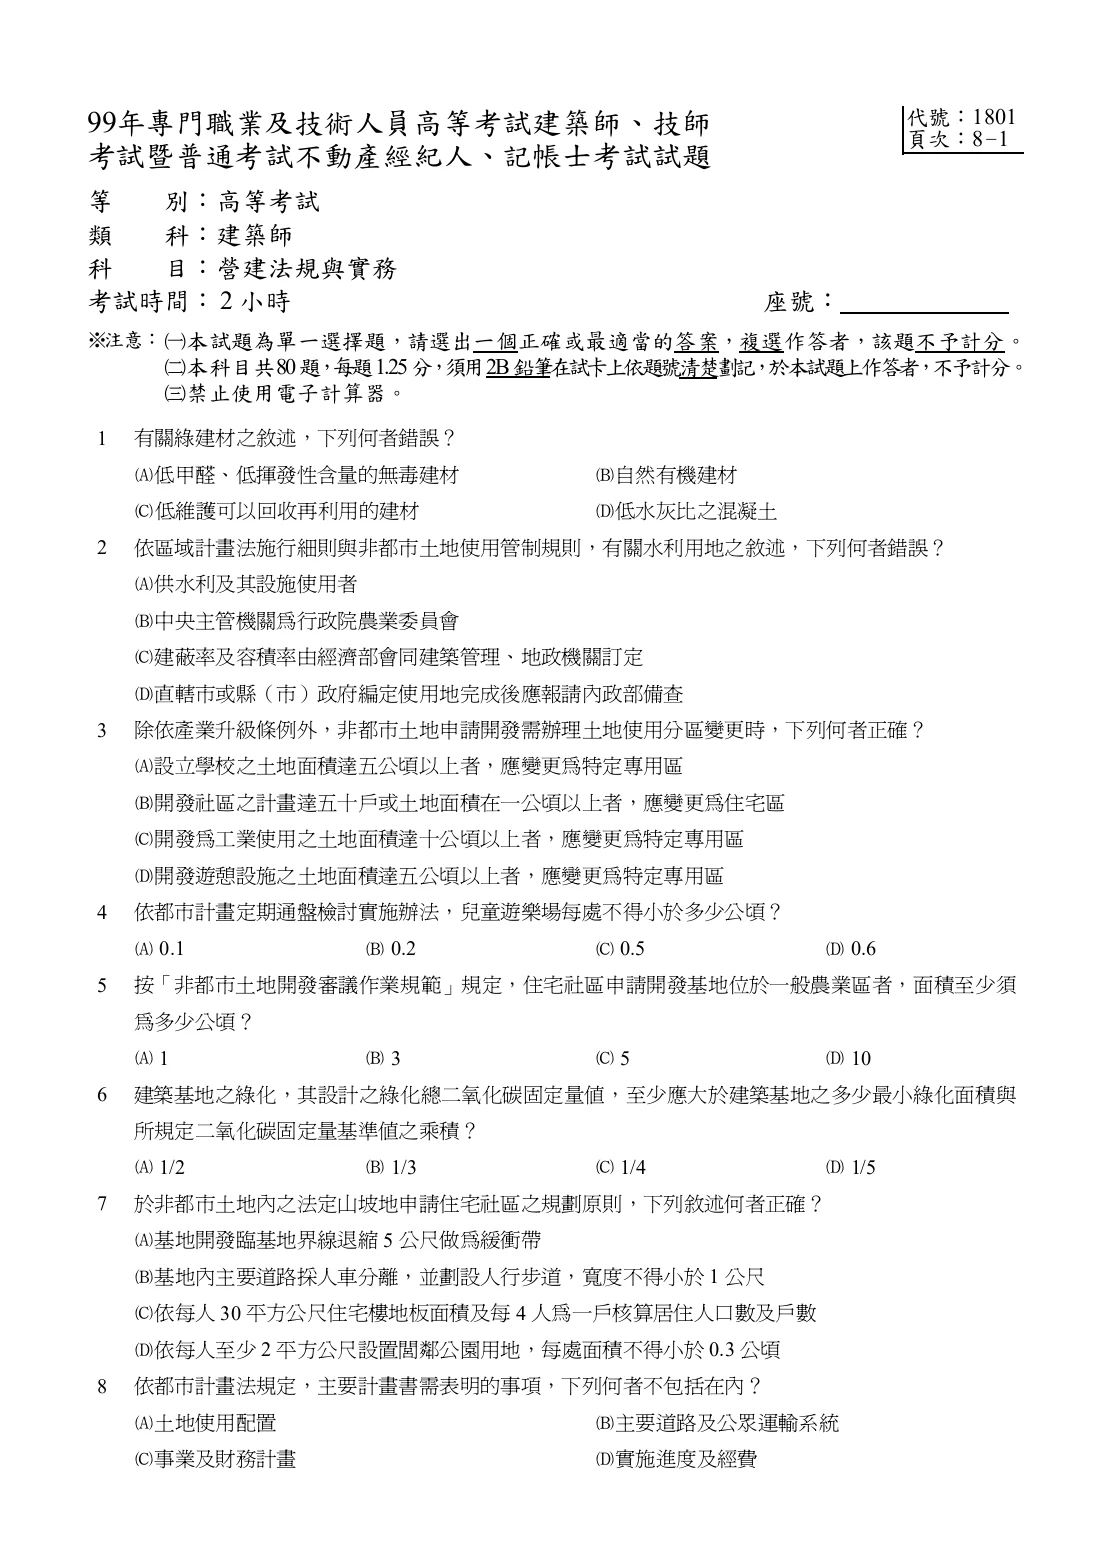 99年專門職業及技術人員高等考試建築師、技師
考試暨普通考試不動產經紀人、記帳士考試試題
代號：1801
頁次：8－1
等　　別：高等考試
類　　科：建築師
科　　目：營建法規與實務
考試時間：2小時
座號：
※注意：㈠本試題為單一選擇題，請選出一個正確或最適當的答案，複選作答者，該題不予計分。
㈡本科目共80題，每題1.25分，須用2B鉛筆在試卡上依題號清楚劃記，於本試題上作答者，不予計分。
㈢禁止使用電子計算器。
1 有關綠建材之敘述，下列何者錯誤？
(A)低甲醛、低揮發性含量的無毒建材 (B)自然有機建材
(C)低維護可以回收再利用的建材 (D)低水灰比之混凝土
2 依區域計畫法施行細則與非都市土地使用管制規則，有關水利用地之敘述，下列何者錯誤？
(A)供水利及其設施使用者
(B)中央主管機關為行政院農業委員會
(C)建蔽率及容積率由經濟部會同建築管理、地政機關訂定
(D)直轄市或縣（市）政府編定使用地完成後應報請內政部備查
3 除依產業升級條例外，非都市土地申請開發需辦理土地使用分區變更時，下列何者正確？
(A)設立學校之土地面積達五公頃以上者，應變更為特定專用區
(B)開發社區之計畫達五十戶或土地面積在一公頃以上者，應變更為住宅區
(C)開發為工業使用之土地面積達十公頃以上者，應變更為特定專用區
(D)開發遊憩設施之土地面積達五公頃以上者，應變更為特定專用區
4 依都市計畫定期通盤檢討實施辦法，兒童遊樂場每處不得小於多少公頃？
(A) 0.1 (B) 0.2 (C) 0.5 (D) 0.6
5 按「非都市土地開發審議作業規範」規定，住宅社區申請開發基地位於一般農業區者，面積至少須
為多少公頃？
(A) 1 (B) 3 (C) 5 (D) 10
6 建築基地之綠化，其設計之綠化總二氧化碳固定量值，至少應大於建築基地之多少最小綠化面積與
所規定二氧化碳固定量基準值之乘積？
(A) 1/2 (B) 1/3 (C) 1/4 (D) 1/5
7 於非都市土地內之法定山坡地申請住宅社區之規劃原則，下列敘述何者正確？
(A)基地開發臨基地界線退縮 5 公尺做為緩衝帶
(B)基地內主要道路採人車分離，並劃設人行步道，寬度不得小於 1 公尺
(C)依每人 30 平方公尺住宅樓地板面積及每 4 人為一戶核算居住人口數及戶數
(D)依每人至少 2 平方公尺設置閭鄰公園用地，每處面積不得小於 0.3 公頃
8 依都市計畫法規定，主要計畫書需表明的事項，下列何者不包括在內？
(A)土地使用配置 (B)主要道路及公眾運輸系統
(C)事業及財務計畫 (D)實施進度及經費